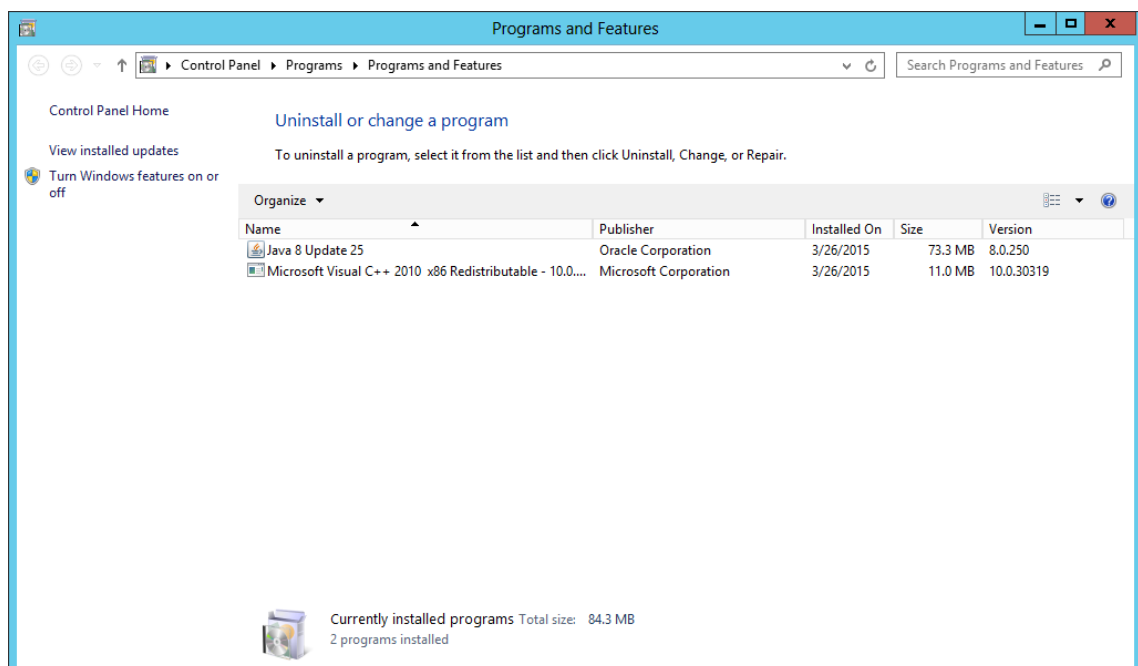 Programs and Features
Control Panel Programs Programs and Features
Search Programs and Features
Control Panel Home
View installed updates
Turn Windows features on or
off
Uninstall or change a program
To uninstall a program, select it from the list and then click Uninstall, Change, or Repair.
Organize
Name Publisher Installed On Size Version
Java 8 Update 25 Oracle Corporation 3/26/2015 73.3 MB 8.0.250
Microsoft Visual C++ 2010 x86 Redistributable - 10.0.... Microsoft Corporation 3/26/2015 11.0 MB 10.0.30319
Currently installed programs Total size: 84.3 MB
2 programs installed